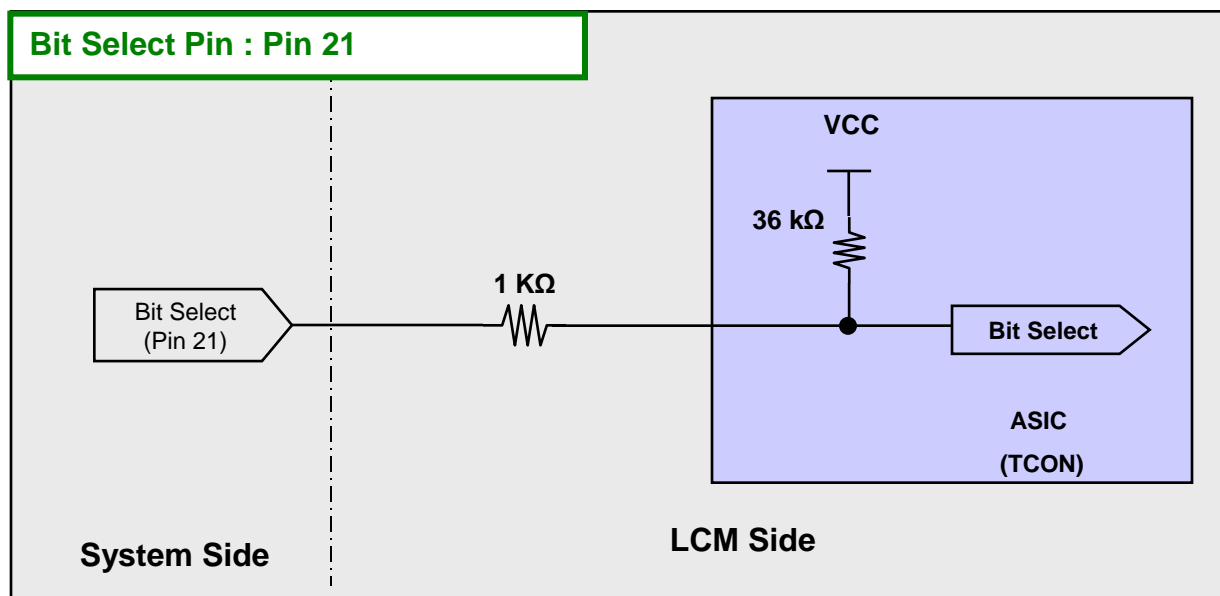 Bit Select Pin : Pin 21
VCC
36 kΩ
1 KΩ
Bit Select
(Pin 21)
Bit Select
ASIC
(TCON)
System Side
LCM Side